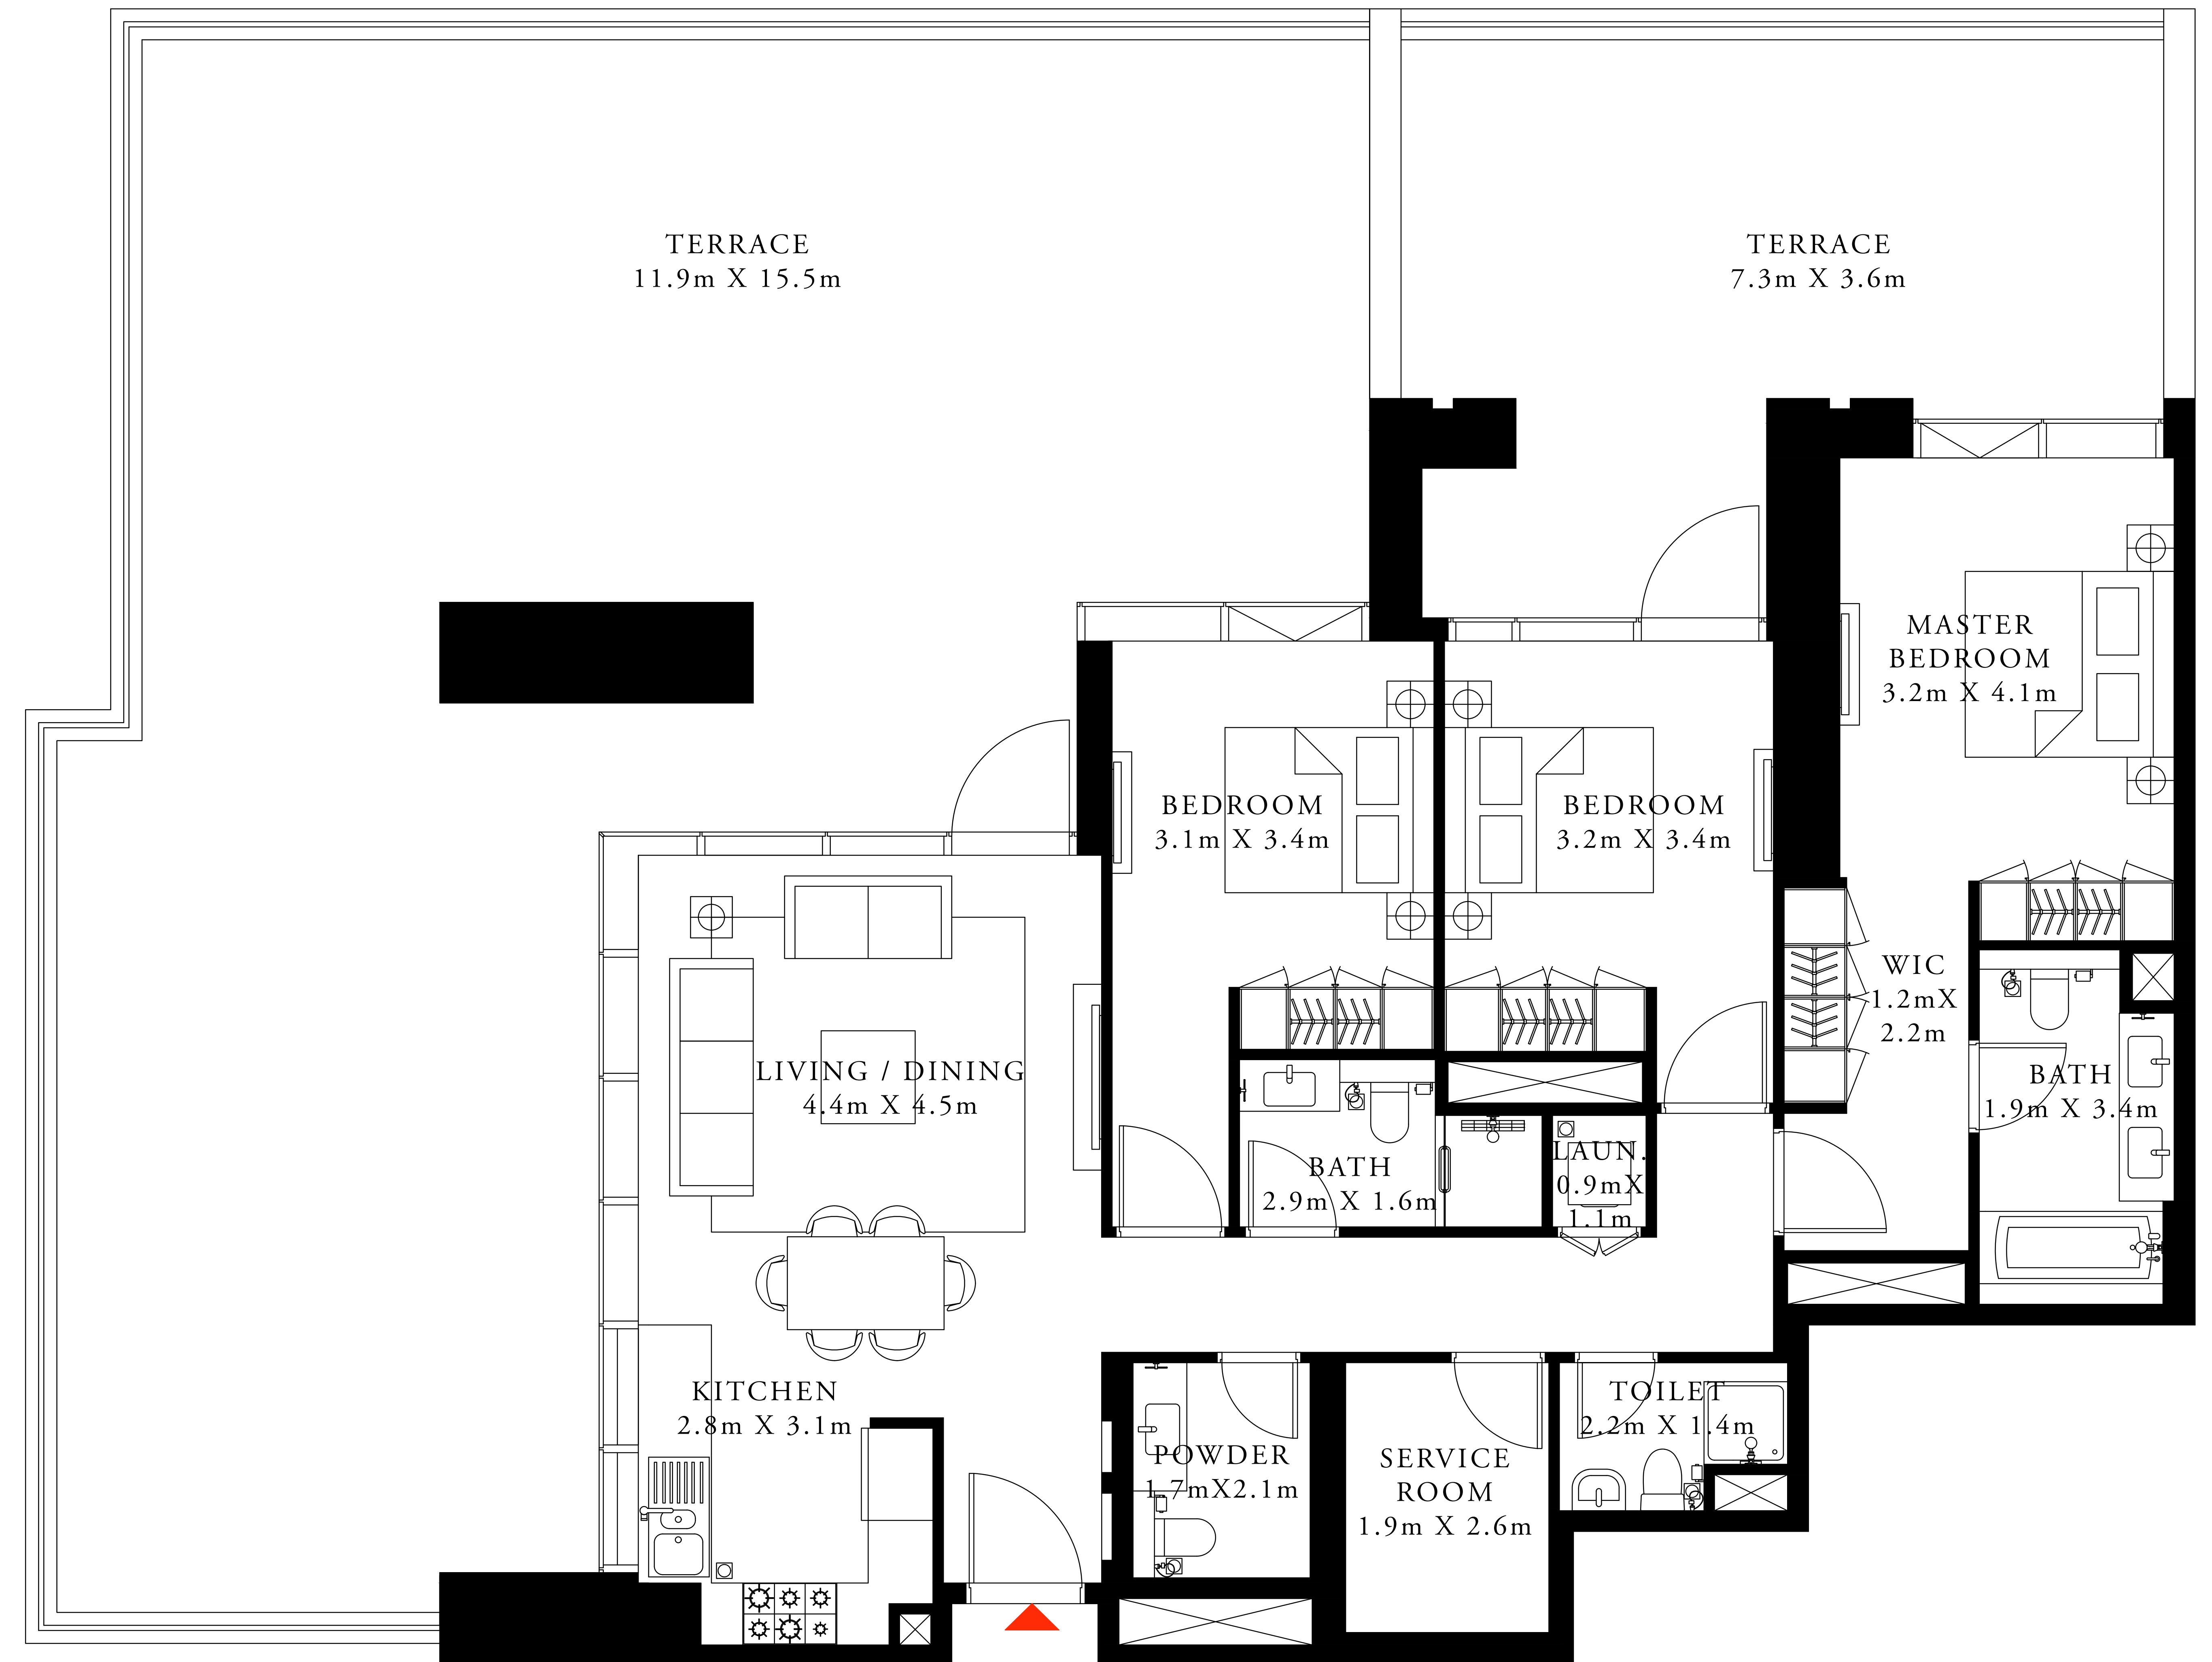 TERRACE
11.9m X 15.5m
TERRACE
7.3m X 3.6m
MASTER
BEDROOM
3.2m X 4.1m
BEDROOM
3.1m X 3.4m
BEDROOM
3.2m X 3.4m
WIC
1.2mX
2.2m
LIVING / DINING
4.4m X 4.5m
BATH
1.9m X 3.4m
BATH
2.9m X 1.6m
LAUN.
0.9mX
1.1m
KITCHEN
2.8m X 3.1m
POWDER
1.7mX2.1m
SERVICE
ROOM
1.9m X 2.6m
TOILET
2.2m X 1.4m